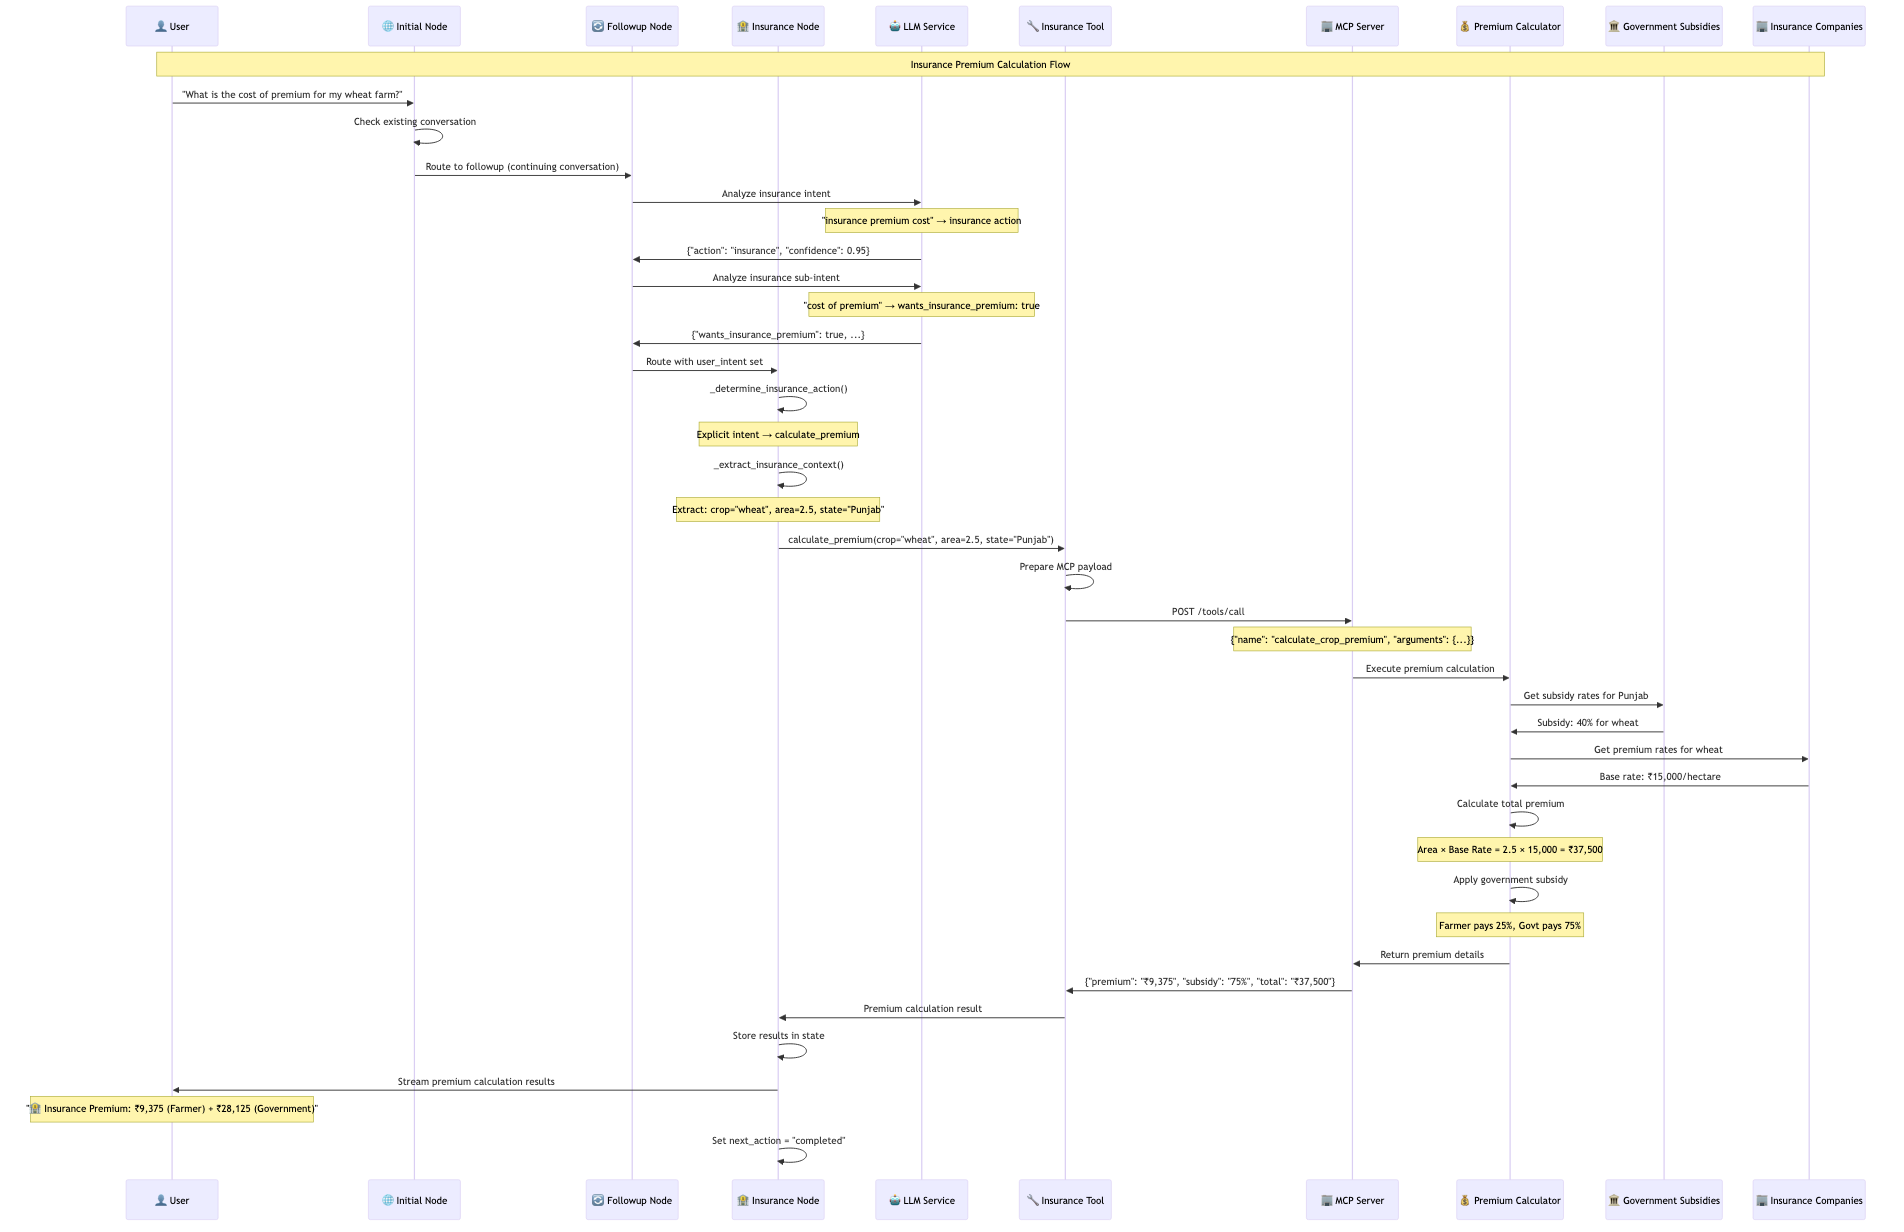 👤 User
🌐 Initial Node
🔄 Followup Node
🏦 Insurance Node
🤖 LLM Service
🔧 Insurance Tool
🏢 MCP Server
💰 Premium Calculator
🏛️ Government Subsidies
🏢 Insurance Companies
Insurance Premium Calculation Flow
"What is the cost of premium for my wheat farm?"
Check existing conversation
Route to followup (continuing conversation)
Analyze insurance intent
"insurance premium cost" → insurance action
{"action": "insurance", "confidence": 0.95}
Analyze insurance sub-intent
"cost of premium" → wants_insurance_premium: true
{"wants_insurance_premium": true, ...}
Route with user_intent set
_determine_insurance_action()
Explicit intent → calculate_premium
_extract_insurance_context()
Extract: crop="wheat", area=2.5, state="Punjab"
calculate_premium(crop="wheat", area=2.5, state="Punjab")
Prepare MCP payload
POST /tools/call
{"name": "calculate_crop_premium", "arguments": {...}}
Execute premium calculation
Get subsidy rates for Punjab
Subsidy: 40% for wheat
Get premium rates for wheat
Base rate: ₹15,000/hectare
Calculate total premium
Area × Base Rate = 2.5 × 15,000 = ₹37,500
Apply government subsidy
Farmer pays 25%, Govt pays 75%
Return premium details
{"premium": "₹9,375", "subsidy": "75%", "total": "₹37,500"}
Premium calculation result
Store results in state
Stream premium calculation results
"🏦 Insurance Premium: ₹9,375 (Farmer) + ₹28,125 (Government)"
Set next_action = "completed"
👤 User
🌐 Initial Node
🔄 Followup Node
🏦 Insurance Node
🤖 LLM Service
🔧 Insurance Tool
🏢 MCP Server
💰 Premium Calculator
🏛️ Government Subsidies
🏢 Insurance Companies